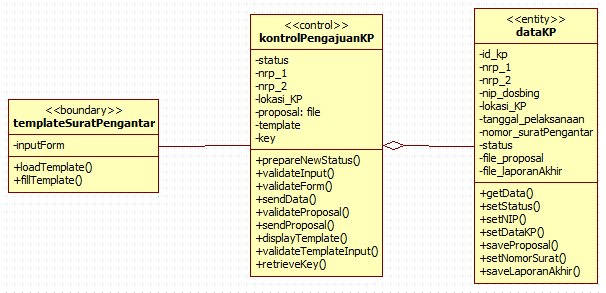 <<boundary>>
templateSuratPengantar
-inputForm
+loadTemplate()
+fillTemplate()
<<control>>
kontrolPengajuanKP
-status
-nrp_1
-nrp_2
-lokasi_KP
-proposal: file
-template
-key
+prepareNewStatus()
+validateInput()
+validateForm()
+sendData()
+validateProposal()
+sendProposal()
+displayTemplate()
+validateTemplateInput()
+retrieveKey()
<<entity>>
dataKP
-id_kp
-nrp_1
-nrp_2
-nip_dosbing
-lokasi_KP
-tanggal_pelaksanaan
-nomor_suratPengantar
-status
-file_proposal
-file_laporanAkhir
+getData()
+setStatus()
+setNIP()
+setDataKP()
+saveProposal()
+setNomorSurat()
+saveLaporanAkhir()